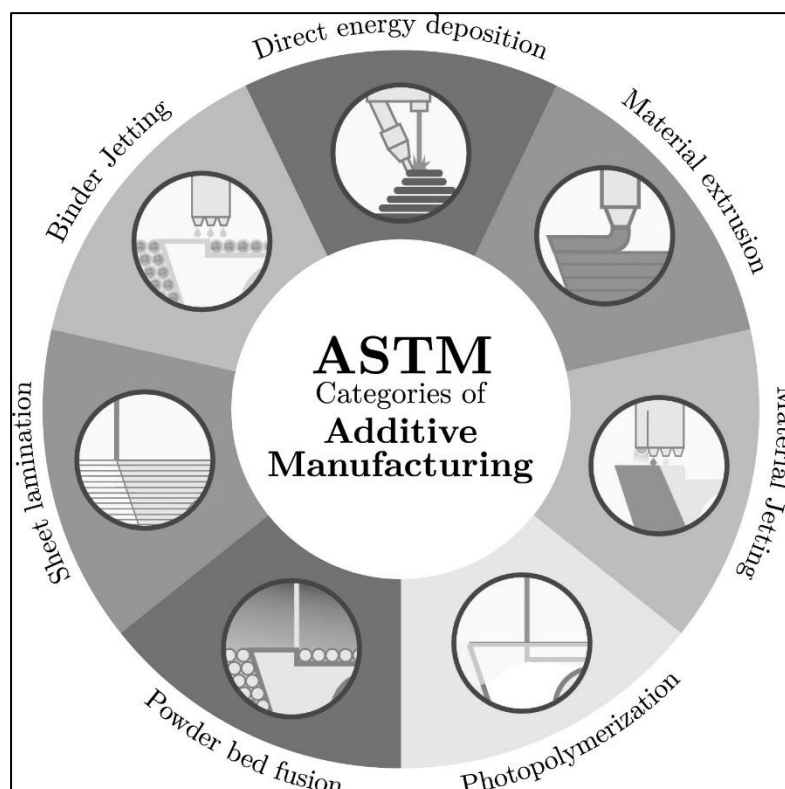 Direct energy deposition
Material extrusion
Material Jetting
Photopolymerization
Powder bed fusion
Sheet lamination
Binder Jetting
ASTM
Categories of
Additive
Manufacturing